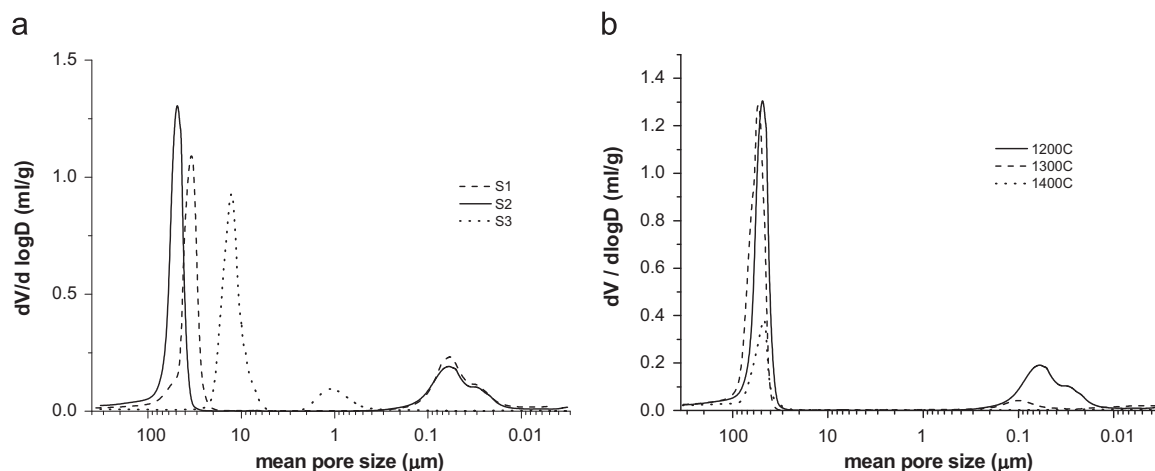 a
1.5
1.0
0.5
0.0
dV/d logD (ml/g)
S1
S2
S3
100
10
1
0.1
0.01
mean pore size (μm)
b
1.4
1.2
1.0
0.8
0.6
0.4
0.2
0.0
dV / dlogD (ml/g)
1200C
1300C
1400C
100
10
1
0.1
0.01
mean pore size (μm)